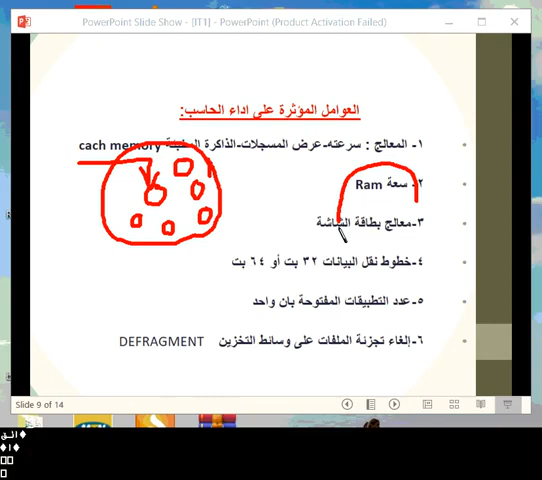 PowerPoint Slide Show - [IT1] - PowerPoint (Product Activation Failed)
العوامل المؤثرة على اداء الحاسب:
١- المعالج : سرعته-عرض المسجلات-الذاكرة cach memory
٢- سعة Ram
٣-معالج بطاقة الشاشة
٤- خطوط نقل البيانات ٣٢ بت أو ٦٤ بت
٥- عدد التطبيقات المفتوحة بان واحد
٦-إلغاء تجزئة الملفات على وسائط التخزين DEFRAGMENT
Slide 9 of 14